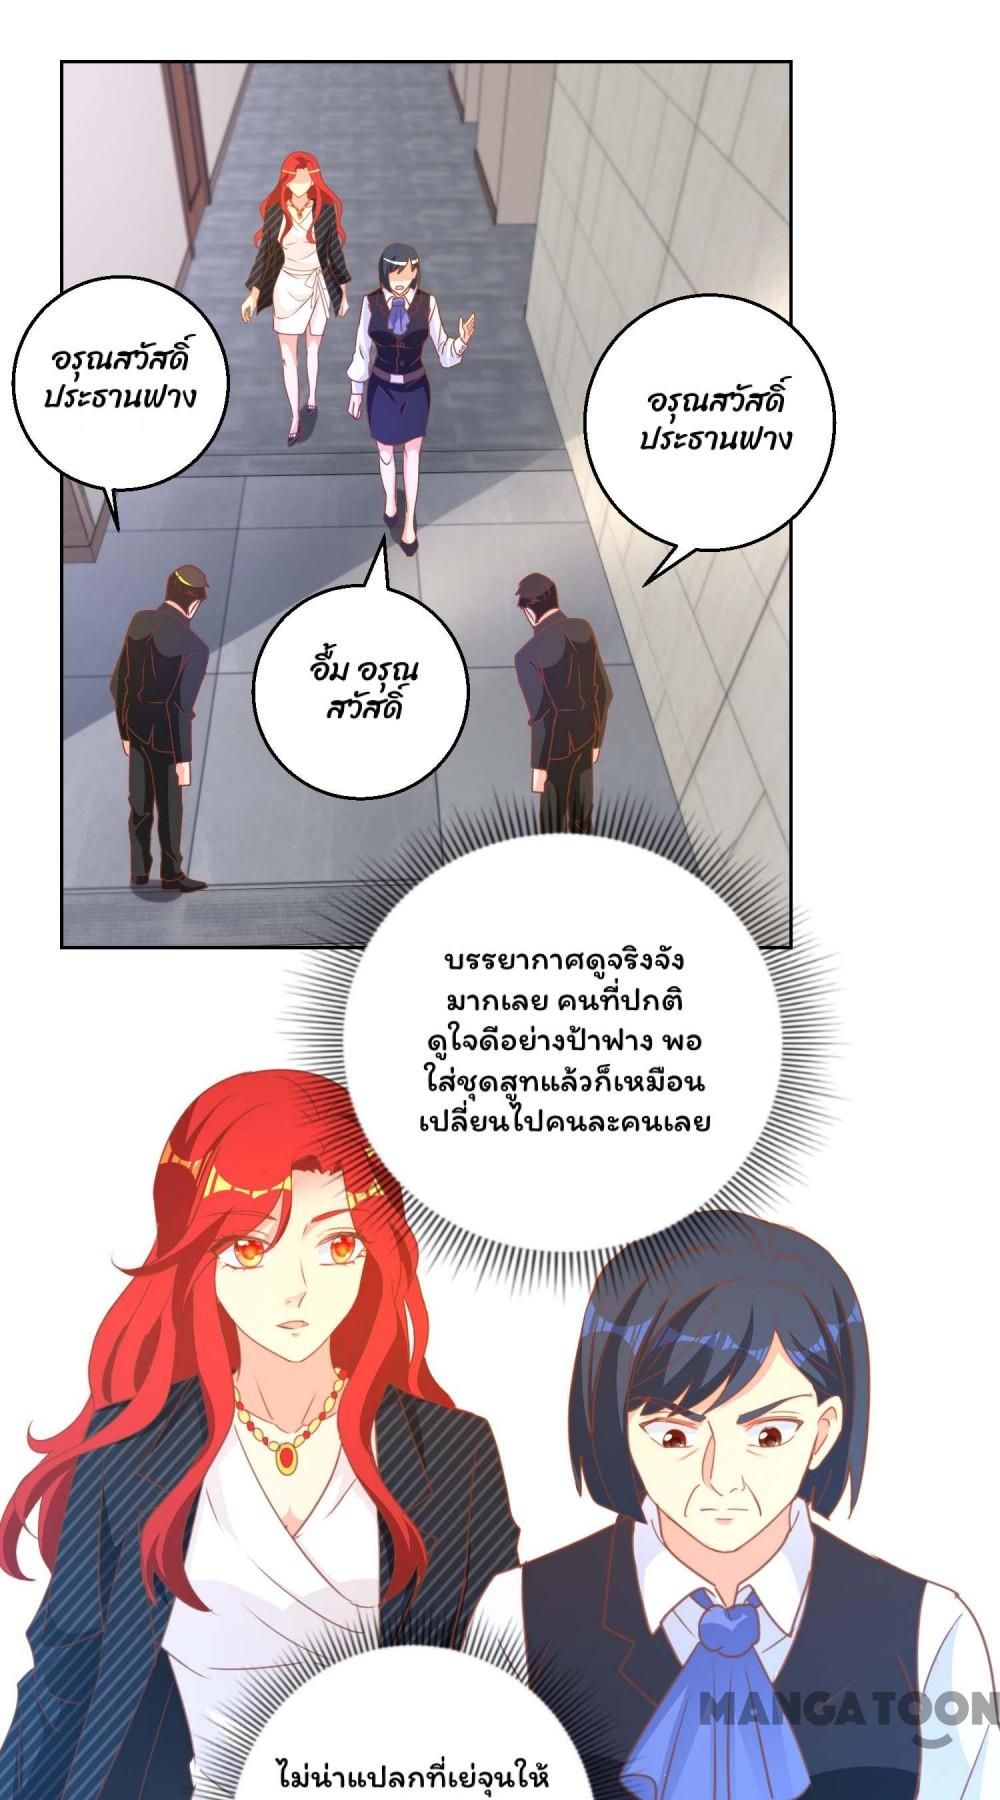 อรุณสวัสดิ์
ประธานฟาง
อรุณสวัสดิ์
ประธานฟาง
อื้ม อรุณ
สวัสดิ์
บรรยากาศดูจริงจัง
มากเลย คนที่ปกติ
ดูใจดีอย่างป้าฟาง พอ
ใส่ชุดสูทแล้วก็เหมือน
เปลี่ยนไปคนละคนเลย
MANGATOON
ไม่น่าแปลกที่เย่จุนให้